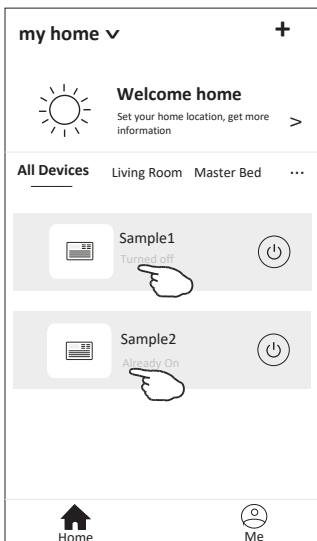 my home
Welcome home
Set your home location, get more
information
All Devices Living Room Master Bed ...
Sample1
Turned off
Sample2
Already On
Home Me